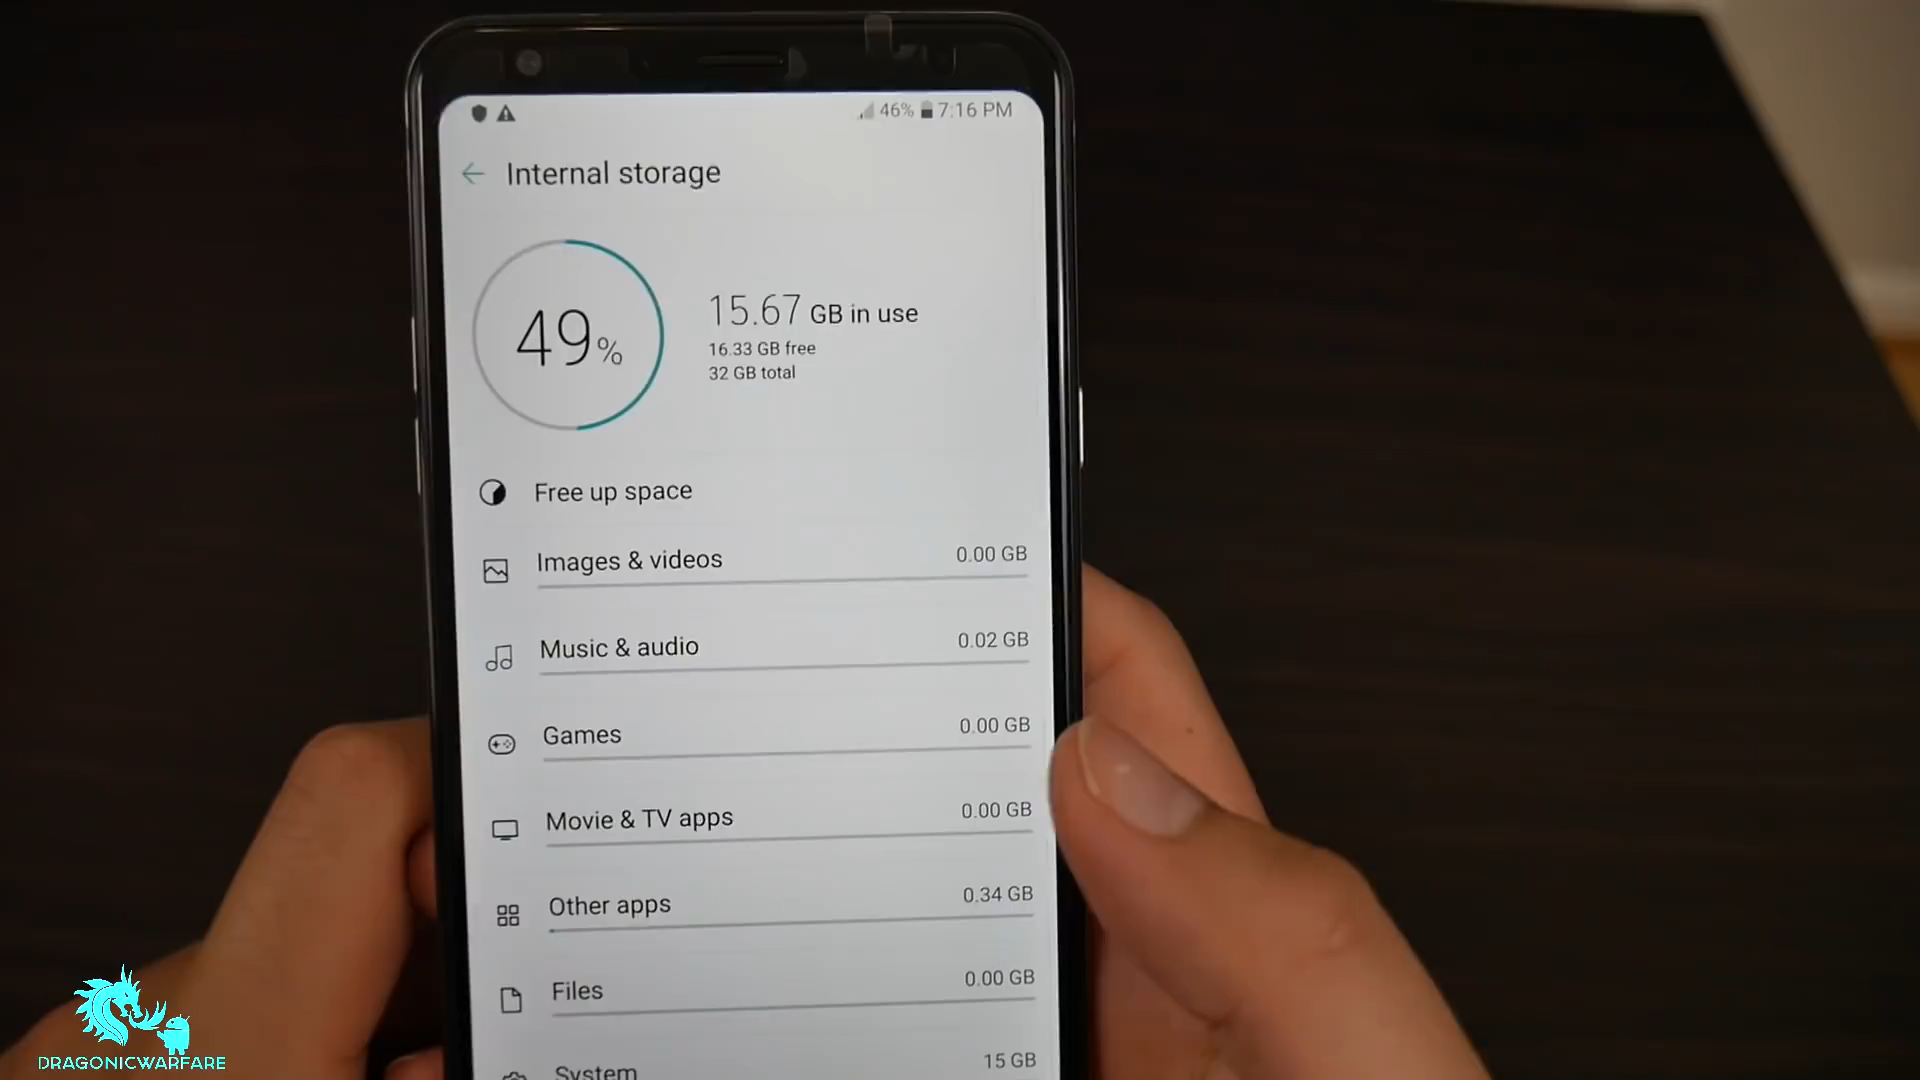 46% 7:16 PM
Internal storage
49%
15.67 GB in use
16.33 GB free
32 GB total
Free up space
Images & videos 0.00 GB
Music & audio 0.02 GB
Games 0.00 GB
Movie & TV apps 0.00 GB
Other apps 0.34 GB
Files 0.00 GB
System 15 GB
DRAGONICWARFARE